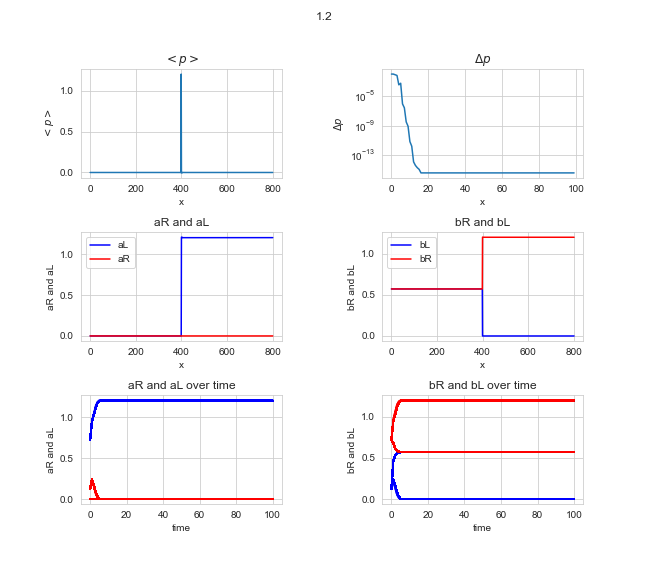 1.2
< p >
Δp
< p >
1.0
0.5
0.0
0 200 400 600 800
x
Δp
10⁻⁵
10⁻⁹
10⁻¹³
0 20 40 60 80 100
x
aR and aL
bR and bL
aR and aL
1.0
0.5
0.0
aL
aR
0 200 400 600 800
x
bR and bL
1.0
0.5
0.0
bL
bR
0 200 400 600 800
x
aR and aL over time
bR and bL over time
aR and aL
1.0
0.5
0.0
0 20 40 60 80 100
time
bR and bL
1.0
0.5
0.0
0 20 40 60 80 100
time